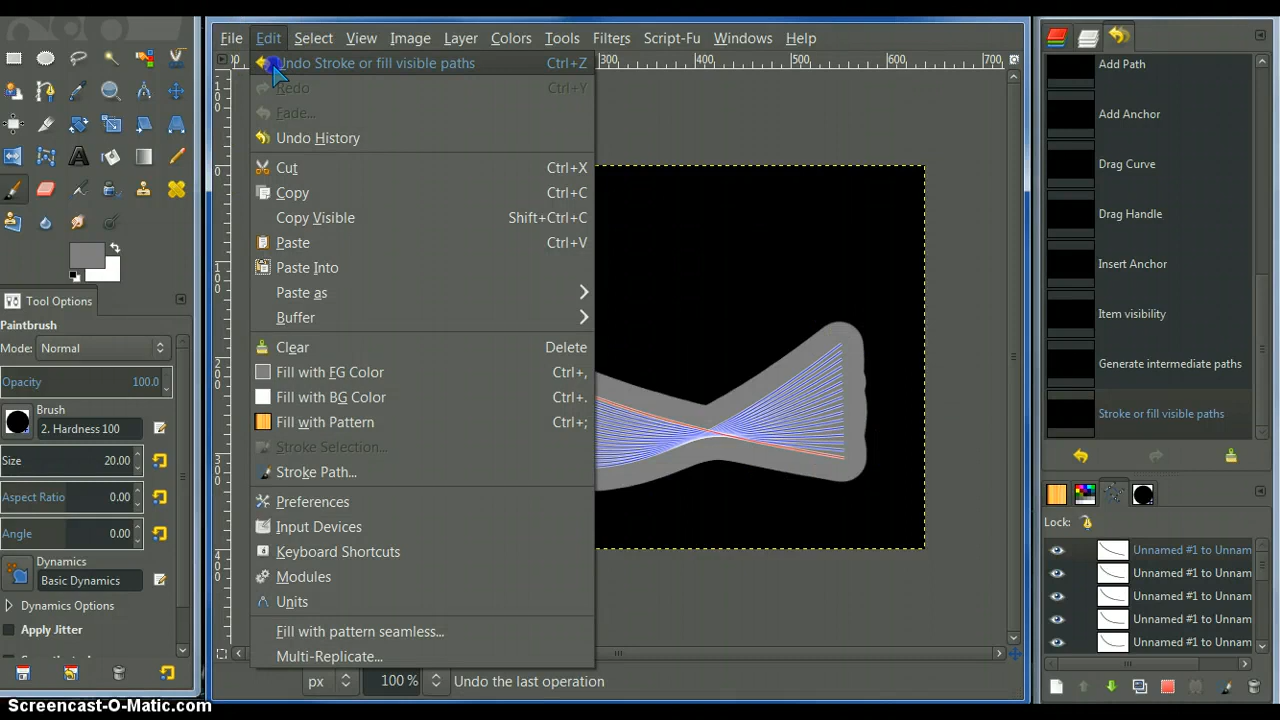 File Edit Select View Image Layer Colors Tools Filters Script-Fu Windows Help
Undo Stroke or fill visible paths Ctrl+Z
Redo Ctrl+Y
Fade...
Undo History
Cut Ctrl+X
Copy Ctrl+C
Copy Visible Shift+Ctrl+C
Paste Ctrl+V
Paste Into
Paste as
Buffer
Clear Delete
Fill with FG Color Ctrl+,
Fill with BG Color Ctrl+.
Fill with Pattern Ctrl+;
Stroke Selection...
Stroke Path...
Preferences
Input Devices
Keyboard Shortcuts
Modules
Units
Fill with pattern seamless...
Multi-Replicate...
300 400 500 600 700
px 100 % Undo the last operation
Tool Options
Paintbrush
Mode: Normal
Opacity 100.0
Brush
2. Hardness 100
Size 20.00
Aspect Ratio 0.00
Angle 0.00
Dynamics
Basic Dynamics
Dynamics Options
Apply Jitter
Add Path
Add Anchor
Drag Curve
Drag Handle
Insert Anchor
Item visibility
Generate intermediate paths
Stroke or fill visible paths
Lock:
Unnamed #1 to Unnam
Unnamed #1 to Unnam
Unnamed #1 to Unnam
Unnamed #1 to Unnam
Unnamed #1 to Unnam
Screencast-O-Matic.com